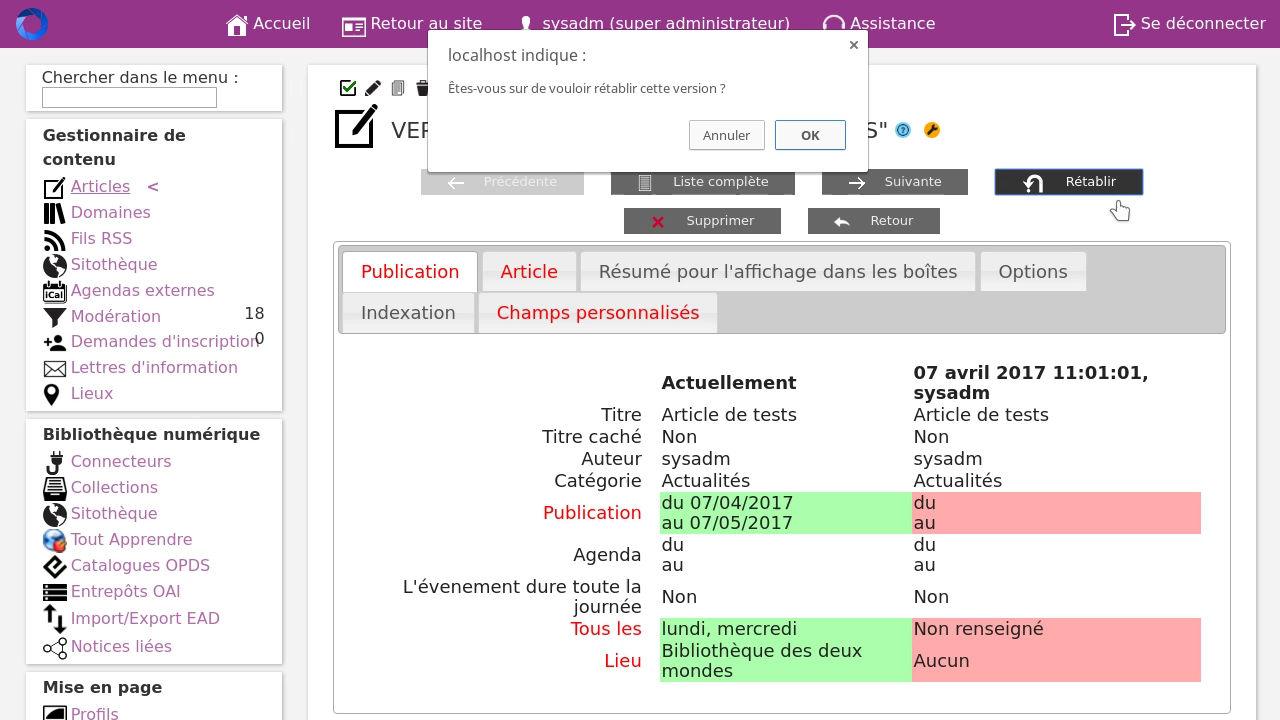 Accueil
Retour au site
sysadm (super administrateur)
Assistance
Se déconnecter
Chercher dans le menu :
Gestionnaire de
contenu
Articles <
Domaines
Fils RSS
Sitothèque
iCal
Agendas externes
Modération 18
Demandes d'inscription 0
Lettres d'information
Lieux
Bibliothèque numérique
Connecteurs
Collections
Sitothèque
Tout Apprendre
Catalogues OPDS
Entrepôts OAI
Import/Export EAD
Notices liées
Mise en page
Profils
localhost indique :
×
Êtes-vous sur de vouloir rétablir cette version ?
Annuler
OK
Précédente
Liste complète
Suivante
Rétablir
Supprimer
Retour
Publication
Article
Résumé pour l'affichage dans les boîtes
Options
Indexation
Champs personnalisés
Actuellement
07 avril 2017 11:01:01,
sysadm
Titre Article de tests Article de tests
Titre caché Non Non
Auteur sysadm sysadm
Catégorie Actualités Actualités
Publication
du 07/04/2017
au 07/05/2017
du
au
Agenda
du
au
du
au
L'évenement dure toute la
journée
Non Non
Tous les lundi, mercredi Non renseigné
Lieu
Bibliothèque des deux
mondes
Aucun